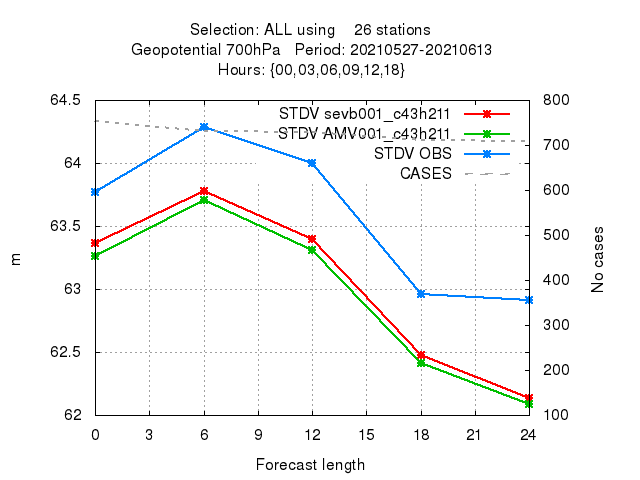 Selection: ALL using 26 stations
Geopotential 700hPa Period: 20210527-20210613
Hours: {00,03,06,09,12,18}
64.5
64
63.5
63
62.5
62
m
STDV sevb001_c43h211
STDV AMV001_c43h211
STDV OBS
CASES
800
700
600
500
400
300
200
100
No cases
0 3 6 9 12 15 18 21 24
Forecast length